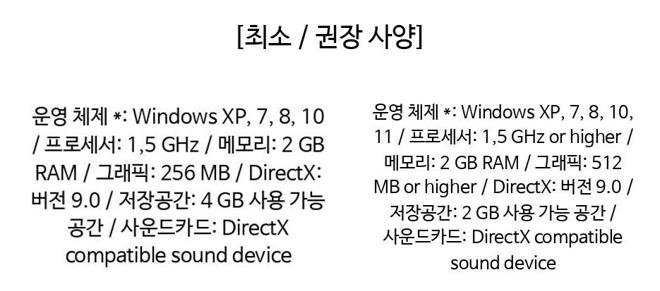 [최소 / 권장 사양]
운영 체제 *: Windows XP, 7, 8, 10
/ 프로세서: 1,5 GHz / 메모리: 2 GB
RAM / 그래픽: 256 MB / DirectX:
버전 9.0 / 저장공간: 4 GB 사용 가능
공간 / 사운드카드: DirectX
compatible sound device
운영 체제 *: Windows XP, 7, 8, 10,
11 / 프로세서: 1,5 GHz or higher /
메모리: 2 GB RAM / 그래픽: 512
MB or higher / DirectX: 버전 9.0 /
저장공간: 2 GB 사용 가능 공간 /
사운드카드: DirectX compatible
sound device